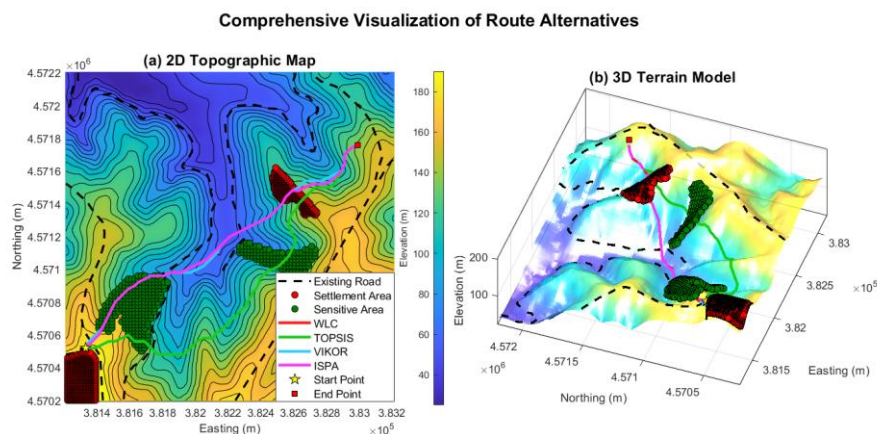 Comprehensive Visualization of Route Alternatives
(a) 2D Topographic Map
× 10⁶
4.5722
4.572
4.5718
4.5716
4.5714
4.5712
4.571
4.5708
4.5706
4.5704
4.5702
Northing (m)
3.814 3.816 3.818 3.82 3.822 3.824 3.826 3.828 3.83 3.832
Easting (m)
× 10⁵
Existing Road
Settlement Area
Sensitive Area
WLC
TOPSIS
VIKOR
ISPA
Start Point
End Point
180
160
140
120
100
80
60
40
Elevation (m)
(b) 3D Terrain Model
200
100
Elevation (m)
4.572
4.5715
4.571
4.5705
× 10⁶
Northing (m)
3.83
3.825
3.82
3.815
× 10⁵
Easting (m)